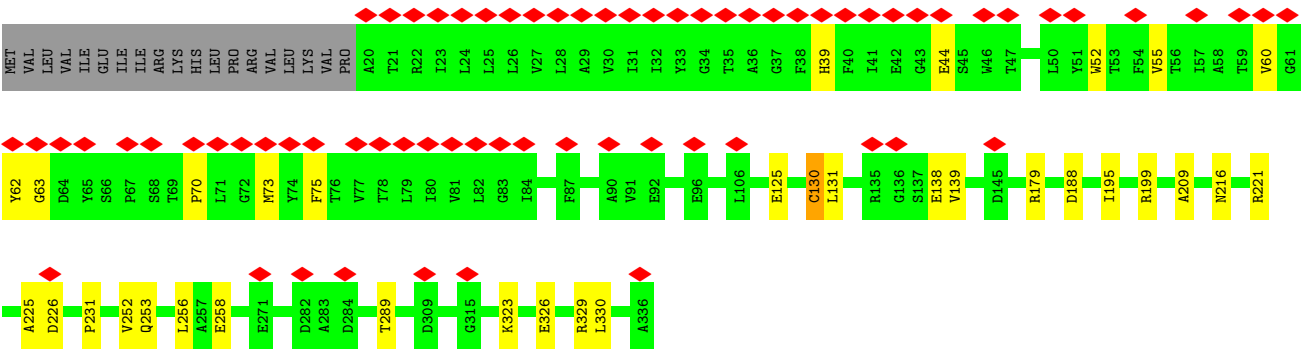 MET VAL LEU VAL ILE GLU ILE ILE ARG LYS HIS LEU PRO ARG VAL LEU LYS VAL PRO A20 T21 R22 I23 L24 L25 L26 V27 L28 A29 V30 I31 I32 Y33 G34 T35 A36 G37 F38 H39 F40 I41 E42 G43 E44 S45 W46 T47 L50 Y51 W52 T53 F54 V55 T56 I57 A58 T59 V60 G61
Y62 G63 D64 Y65 S66 P67 S68 T69 P70 L71 G72 M73 Y74 F75 T76 V77 T78 L79 I80 V81 L82 G83 I84 F87 A90 V91 E92 E96 L106 E125 C130 L131 R135 G136 S137 E138 V139 D145 R179 D188 I195 R199 A209 N216 R221
A225 D226 P231 V252 Q253 L256 A257 E258 E271 D282 A283 D284 T289 D309 G315 K323 E326 R329 L330 A336